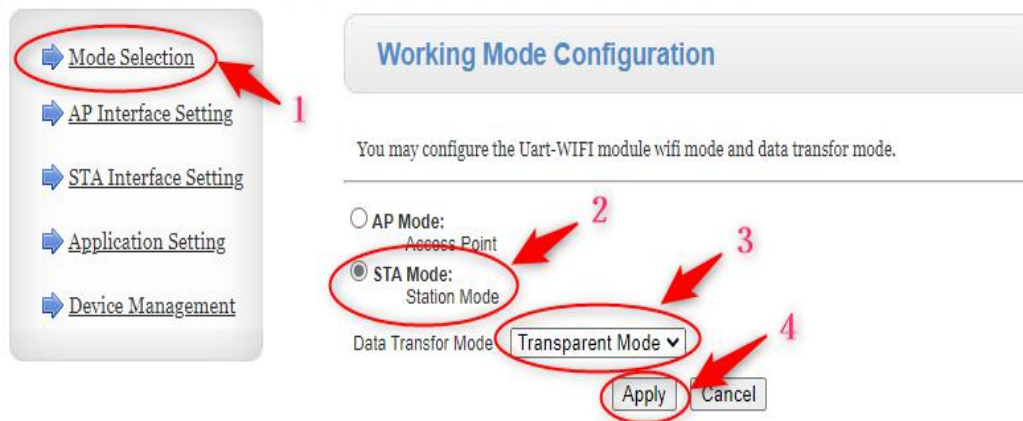 Mode Selection
AP Interface Setting
STA Interface Setting
Application Setting
Device Management
1
Working Mode Configuration
You may configure the Uart-WIFI module wifi mode and data transfor mode.
AP Mode:
Access Point
2
STA Mode:
Station Mode
3
Data Transfor Mode Transparent Mode
4
Apply Cancel